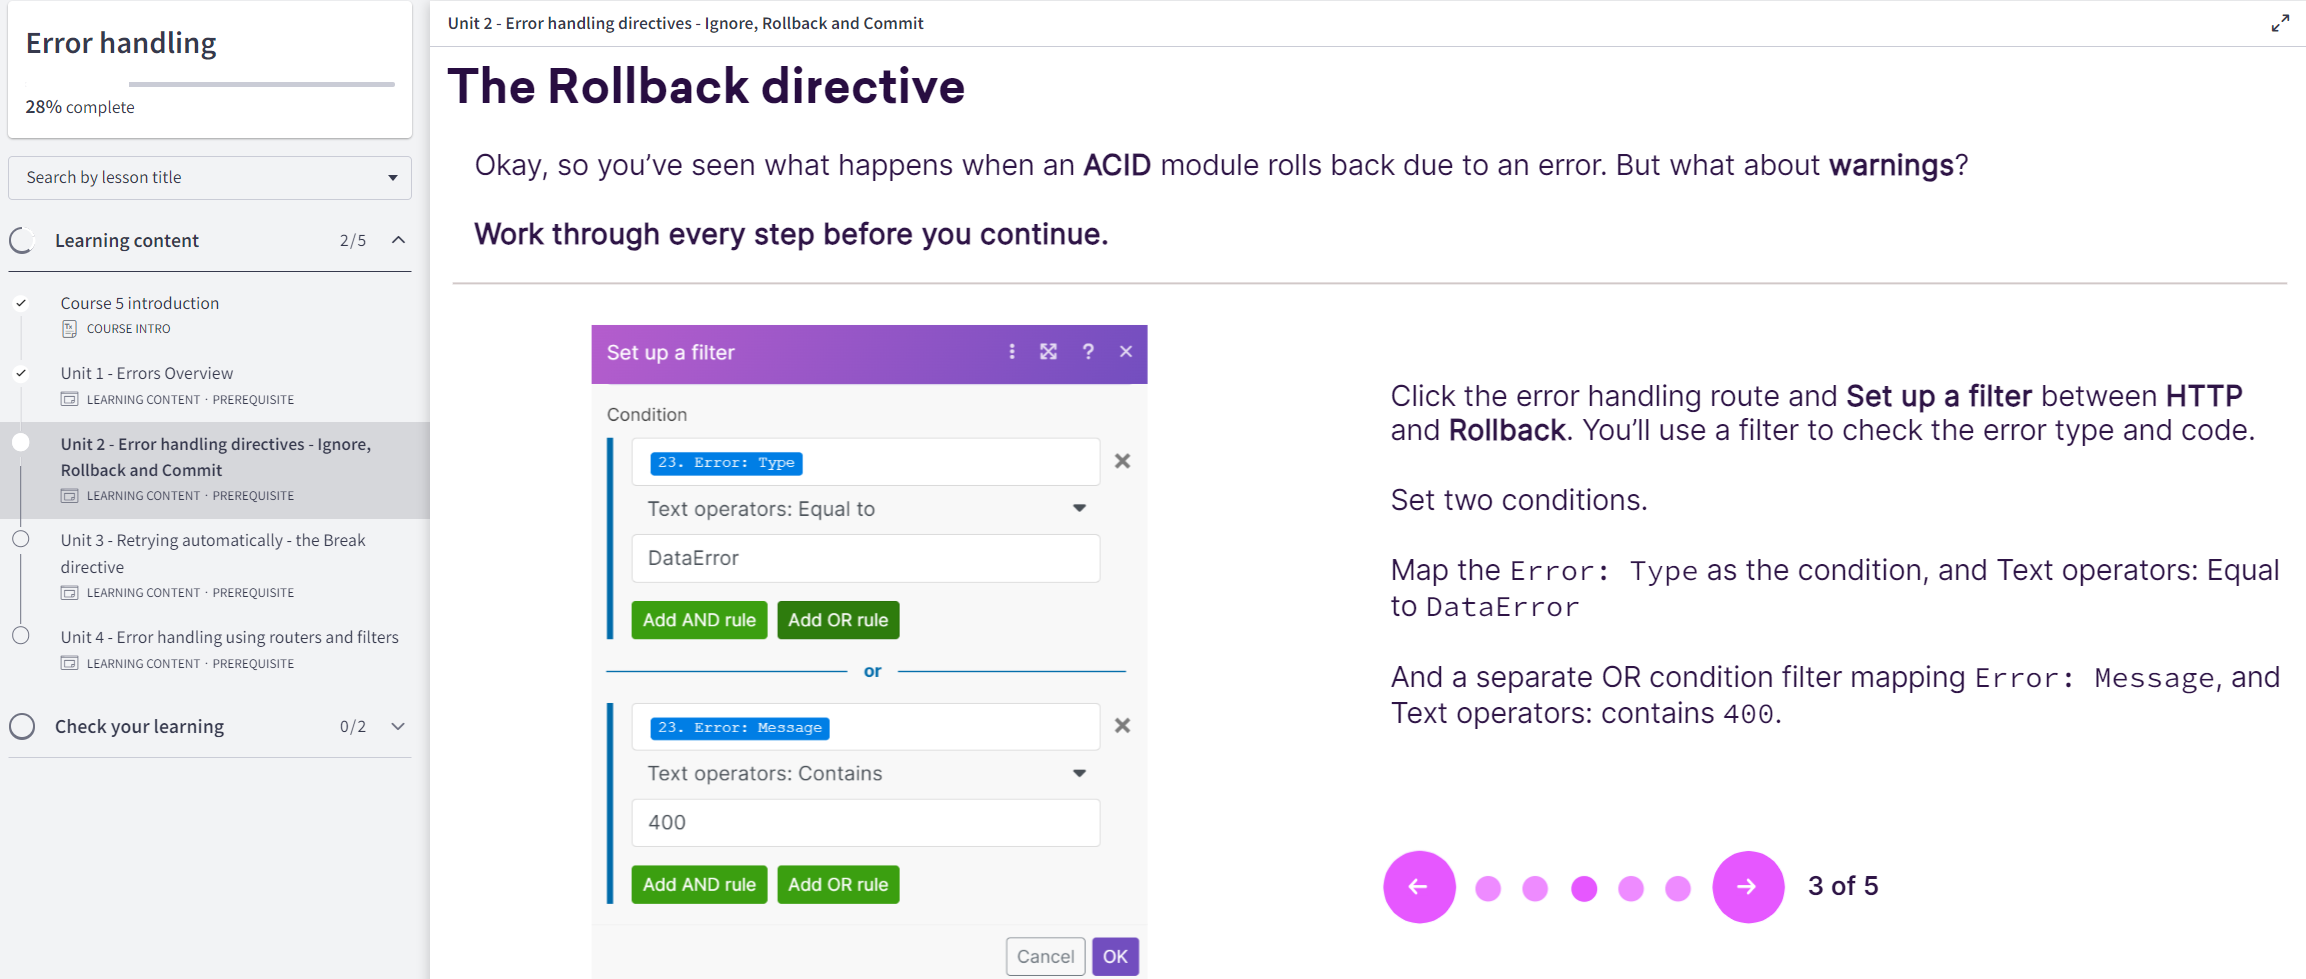 Error handling
28% complete
Search by lesson title
Learning content 2/5
Course 5 introduction
COURSE INTRO
Unit 1 - Errors Overview
LEARNING CONTENT · PREREQUISITE
Unit 2 - Error handling directives - Ignore,
Rollback and Commit
LEARNING CONTENT · PREREQUISITE
Unit 3 - Retrying automatically - the Break
directive
LEARNING CONTENT · PREREQUISITE
Unit 4 - Error handling using routers and filters
LEARNING CONTENT · PREREQUISITE
Check your learning 0/2
Unit 2 - Error handling directives - Ignore, Rollback and Commit
The Rollback directive
Okay, so you’ve seen what happens when an ACID module rolls back due to an error. But what about warnings?
Work through every step before you continue.
Set up a filter
Condition
23. Error: Type
Text operators: Equal to
DataError
Add AND rule Add OR rule
or
23. Error: Message
Text operators: Contains
400
Add AND rule Add OR rule
Cancel OK
Click the error handling route and Set up a filter between HTTP
and Rollback. You’ll use a filter to check the error type and code.
Set two conditions.
Map the Error: Type as the condition, and Text operators: Equal
to DataError
And a separate OR condition filter mapping Error: Message, and
Text operators: contains 400.
3 of 5